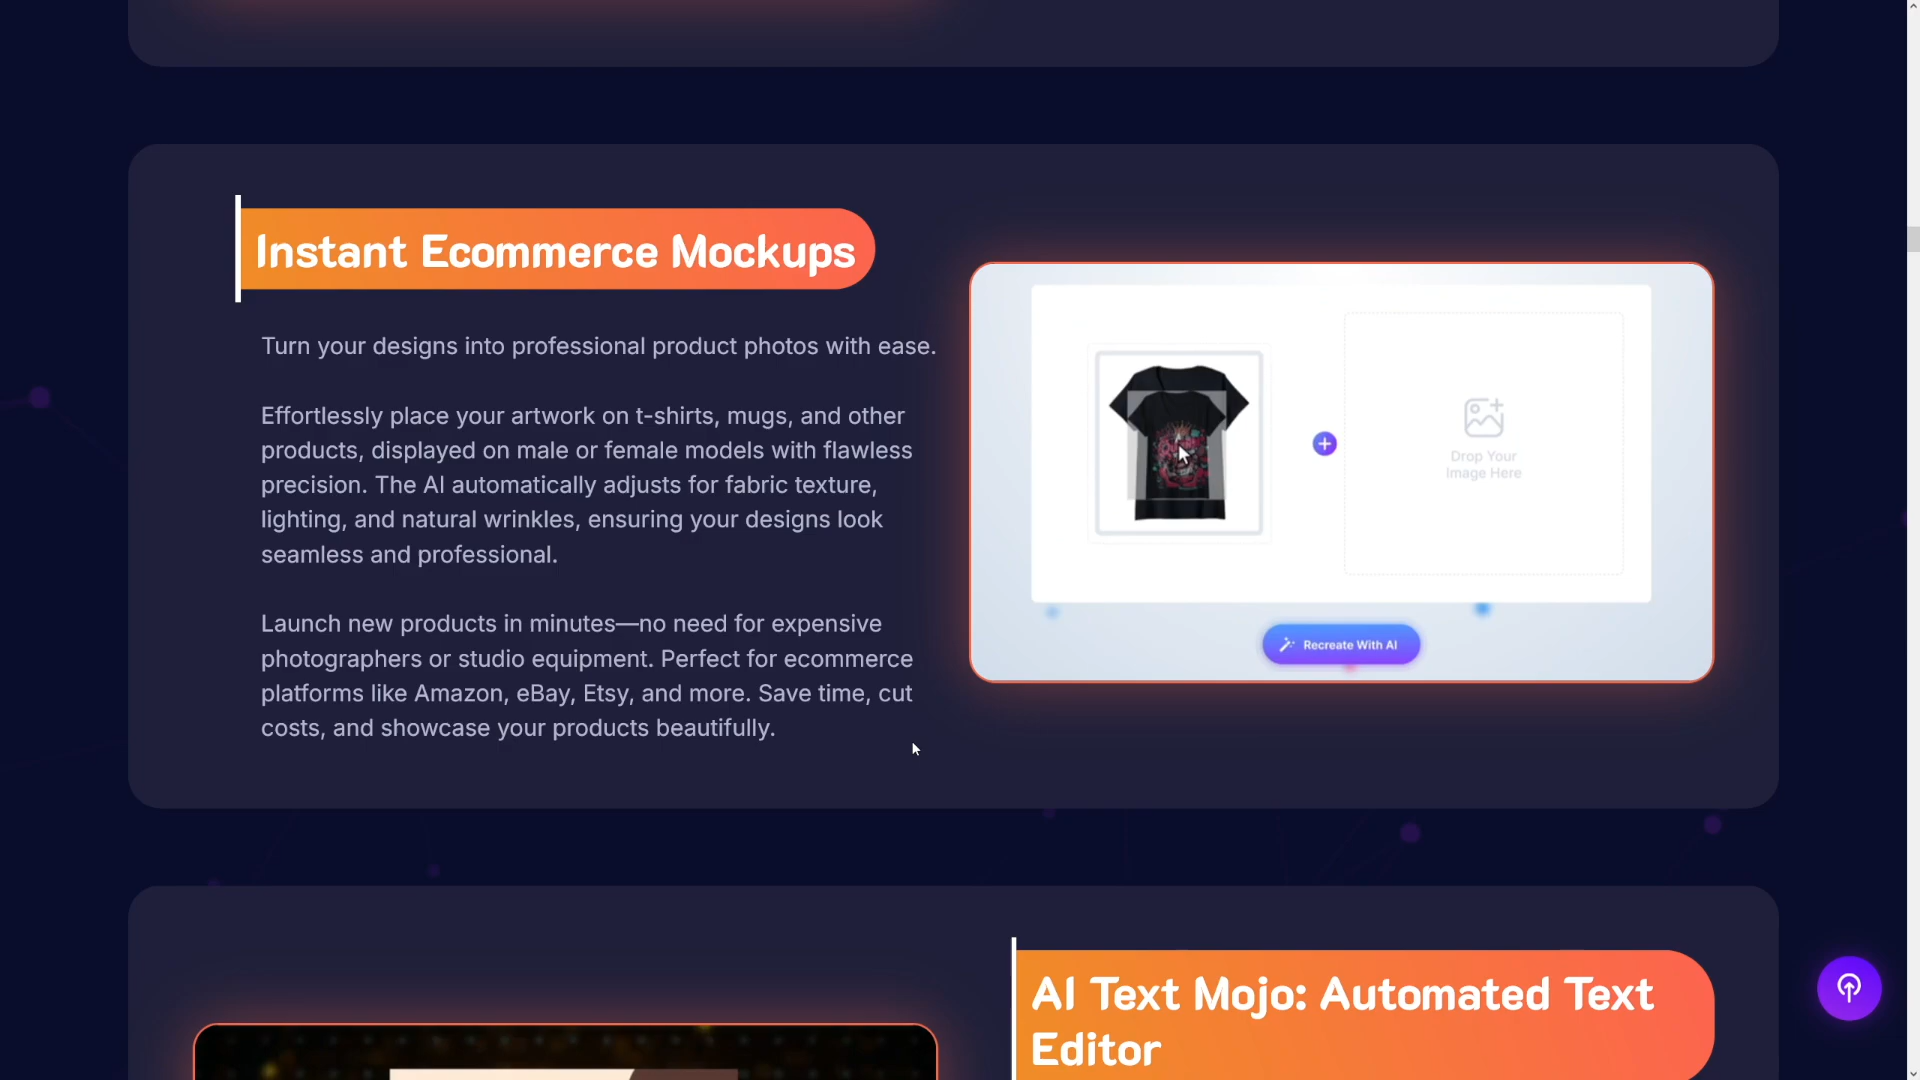 Instant Ecommerce Mockups
Turn your designs into professional product photos with ease.
Effortlessly place your artwork on t-shirts, mugs, and other
products, displayed on male or female models with flawless
precision. The AI automatically adjusts for fabric texture,
lighting, and natural wrinkles, ensuring your designs look
seamless and professional.
Launch new products in minutes—no need for expensive
photographers or studio equipment. Perfect for ecommerce
platforms like Amazon, eBay, Etsy, and more. Save time, cut
costs, and showcase your products beautifully.
Drop Your
Image Here
Recreate With AI
AI Text Mojo: Automated Text
Editor